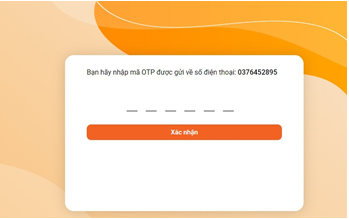 Bạn hãy nhập mã OTP được gửi về số điện thoại: 0376452895
Xác nhận